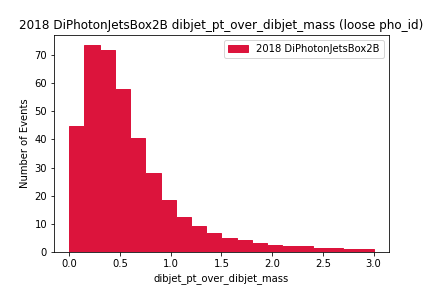 2018 DiPhotonJetsBox2B dibjet_pt_over_dibjet_mass (loose pho_id)
2018 DiPhotonJetsBox2B
Number of Events
70
60
50
40
30
20
10
0
0.0 0.5 1.0 1.5 2.0 2.5 3.0
dibjet_pt_over_dibjet_mass